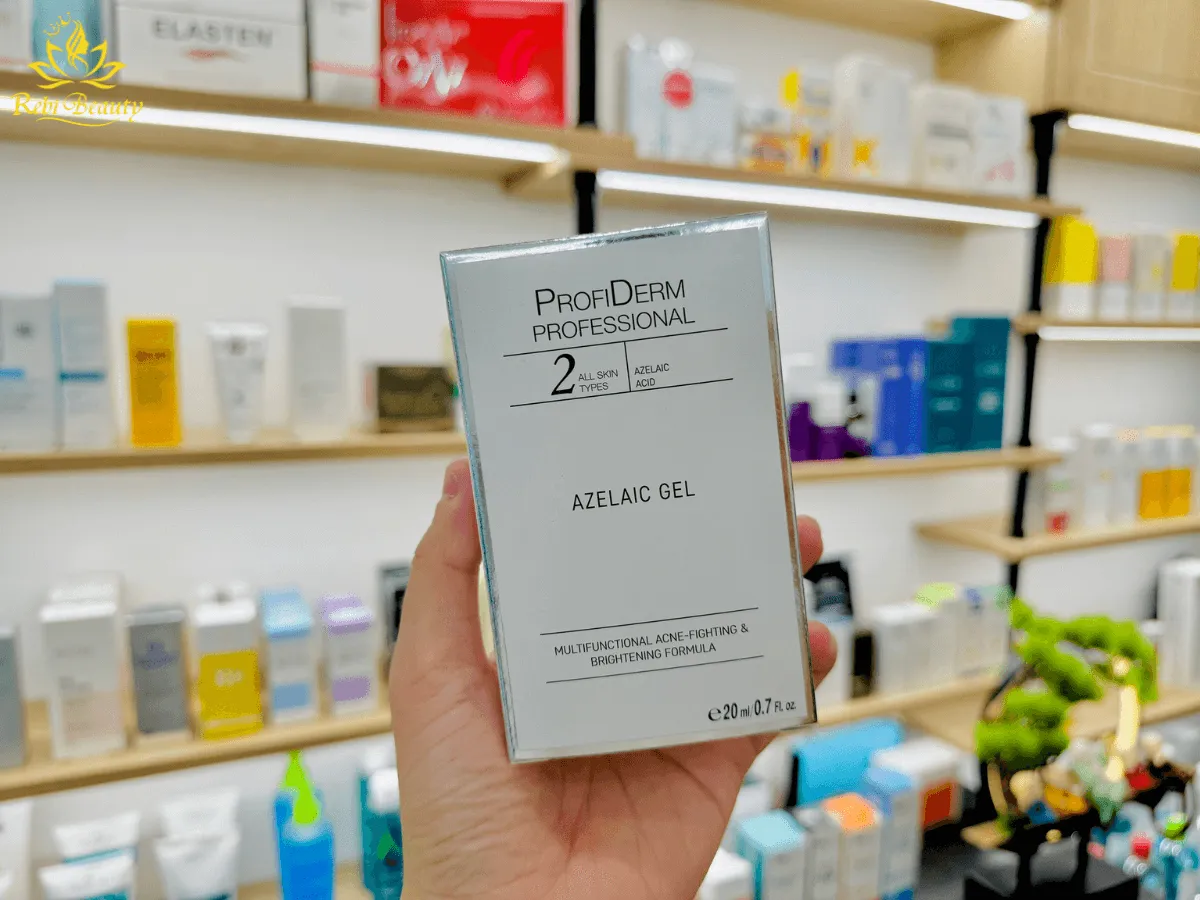 ELASTEN
Rein Beauty
PROFIDERM
PROFESSIONAL
2 ALL SKIN TYPES
AZELAIC ACID
AZELAIC GEL
MULTIFUNCTIONAL ACNE-FIGHTING &
BRIGHTENING FORMULA
℮20 ml/0.7 FL. oz.